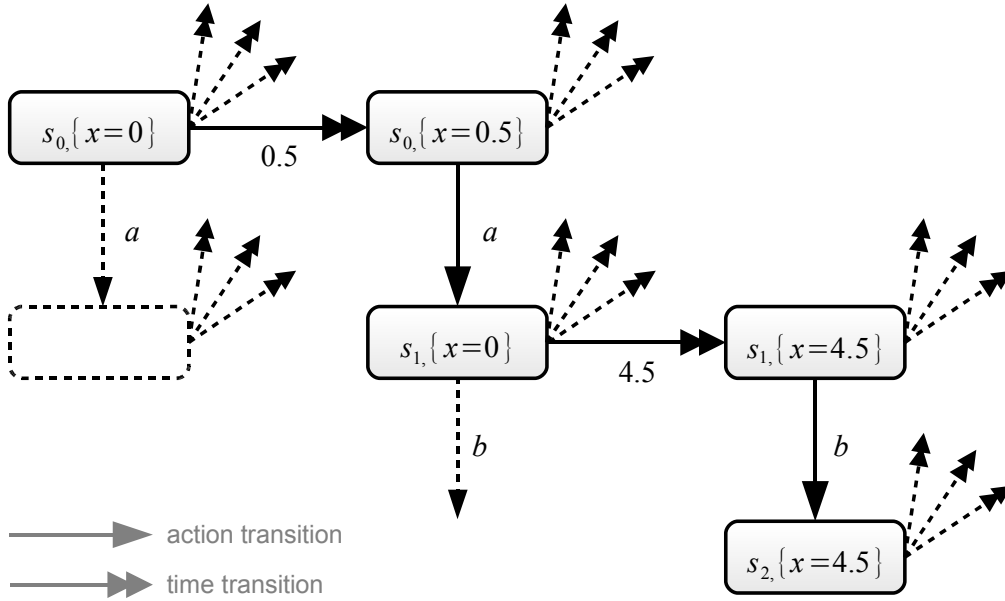 s₀,{x=0}
0.5
s₀,{x=0.5}
a
a
s₁,{x=0}
4.5
s₁,{x=4.5}
b
b
action transition
time transition
s₂,{x=4.5}